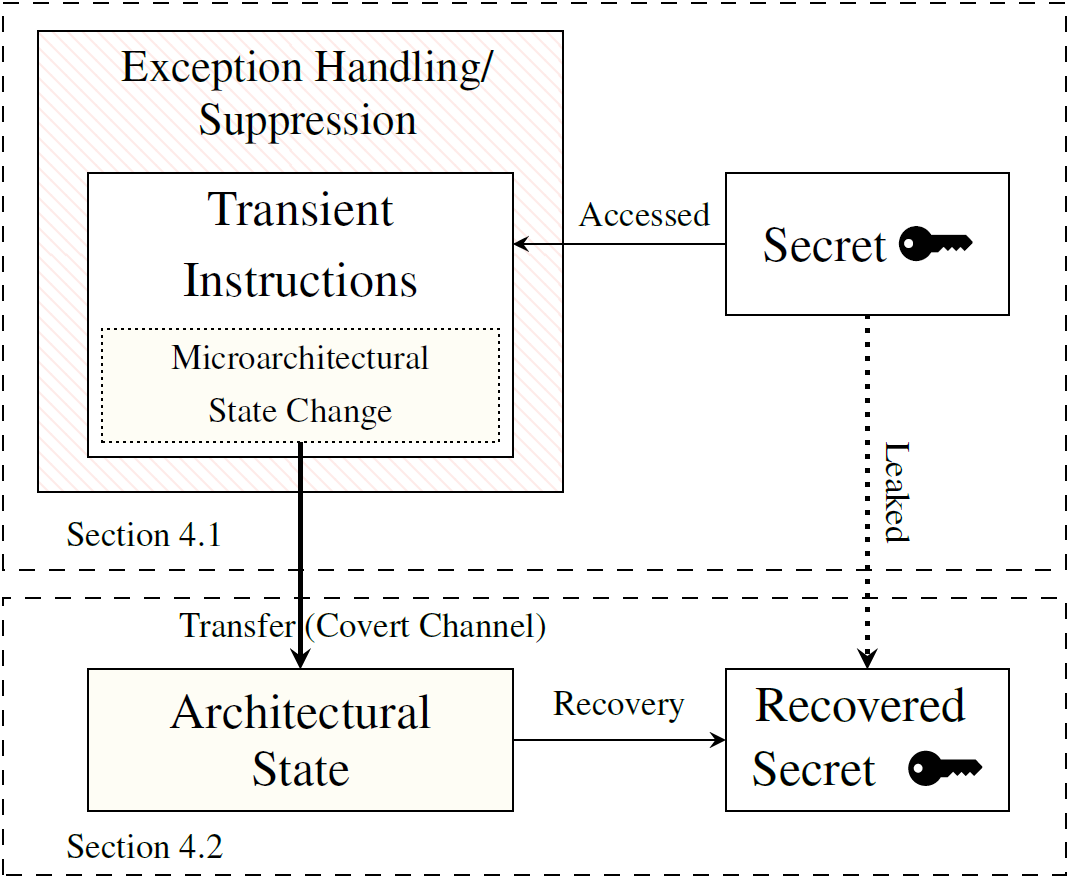 Exception Handling/
Suppression
Transient
Instructions
Microarchitectural
State Change
Accessed
Secret
Leaked
Section 4.1
Transfer (Covert Channel)
Architectural
State
Recovery
Recovered
Secret
Section 4.2